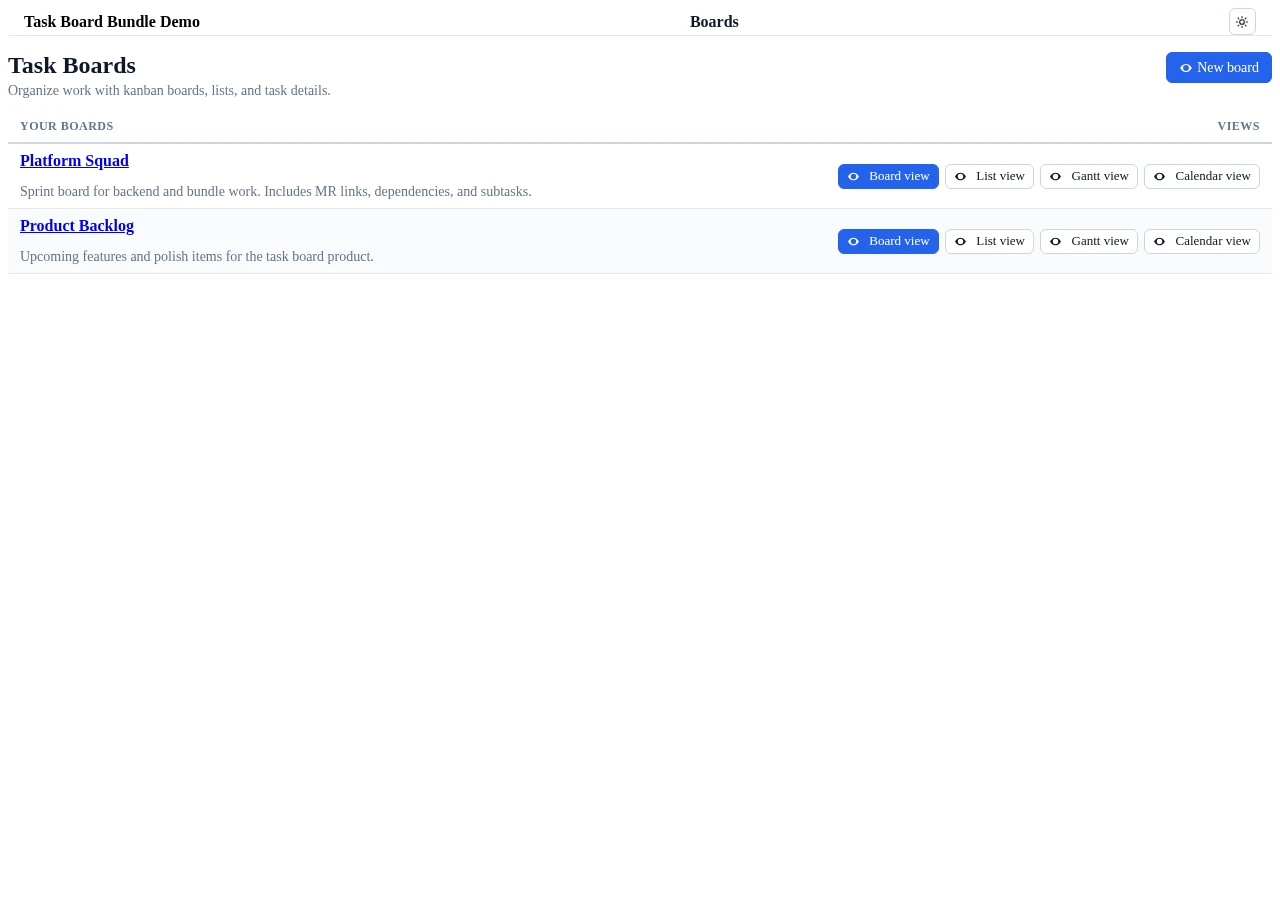 Task Board Bundle Demo
Boards
Task Boards
New board
Organize work with kanban boards, lists, and task details.
YOUR BOARDS
VIEWS
Platform Squad
Sprint board for backend and bundle work. Includes MR links, dependencies, and subtasks.
Board view
List view
Gantt view
Calendar view
Product Backlog
Upcoming features and polish items for the task board product.
Board view
List view
Gantt view
Calendar view